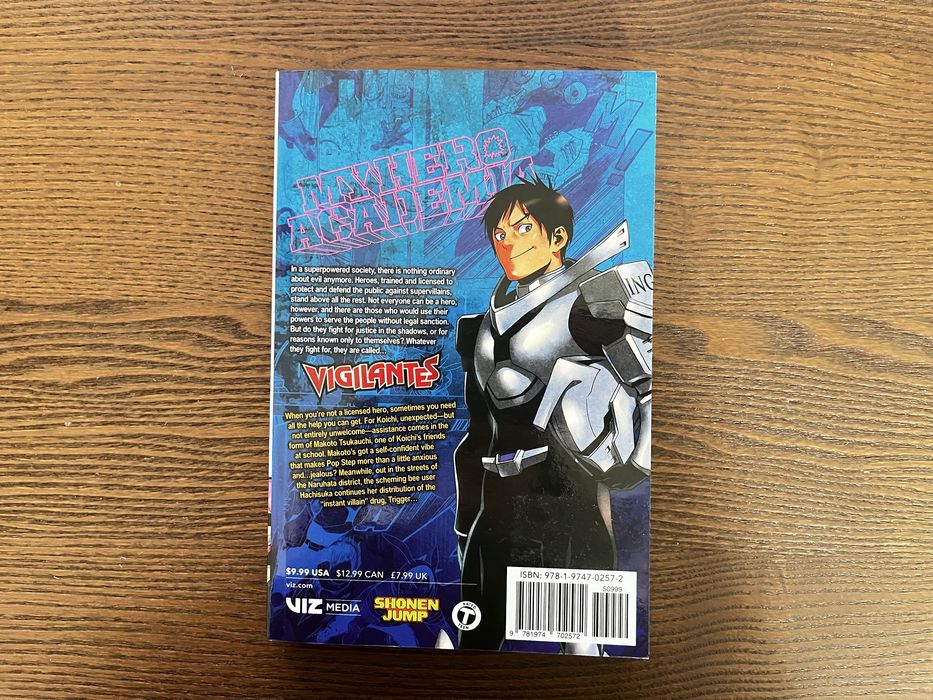 MY HERO
ACADEMIA
In a superpowered society, there is nothing ordinary
about evil anymore. Heroes, trained and licensed to
protect and defend the public against supervillains,
stand above all the rest. Not everyone can be a hero,
however, and there are those who would use their
powers to serve the people without legal sanction.
But do they fight for justice in the shadows, or for
reasons known only to themselves? Whatever
they fight for, they are called...
VIGILANTES
When you're not a licensed hero, sometimes you need
all the help you can get. For Koichi, unexpected—but
not entirely unwelcome—assistance comes in the
form of Makoto Tsukauchi, one of Koichi's friends
at school. Makoto's got a self-confident vibe
that makes Pop Step more than a little anxious
and...jealous? Meanwhile, out in the streets of
the Naruhata district, the scheming bee user
Hachisuka continues her distribution of the
"instant villain" drug, Trigger...
ING
$9.99 USA $12.99 CAN £7.99 UK
viz.com
VIZ MEDIA
SHONEN
JUMP
RATED
T
TEEN
ISBN: 978-1-9747-0257-2
50999
9 781974 702572